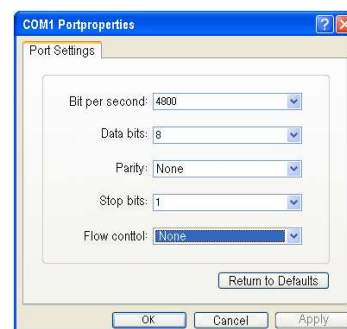 COM1 Portproperties
Port Settings
Bit per second: 4800
Data bits: 8
Parity: None
Stop bits: 1
Flow conttol: None
Return to Defaults
OK Cancel Apply